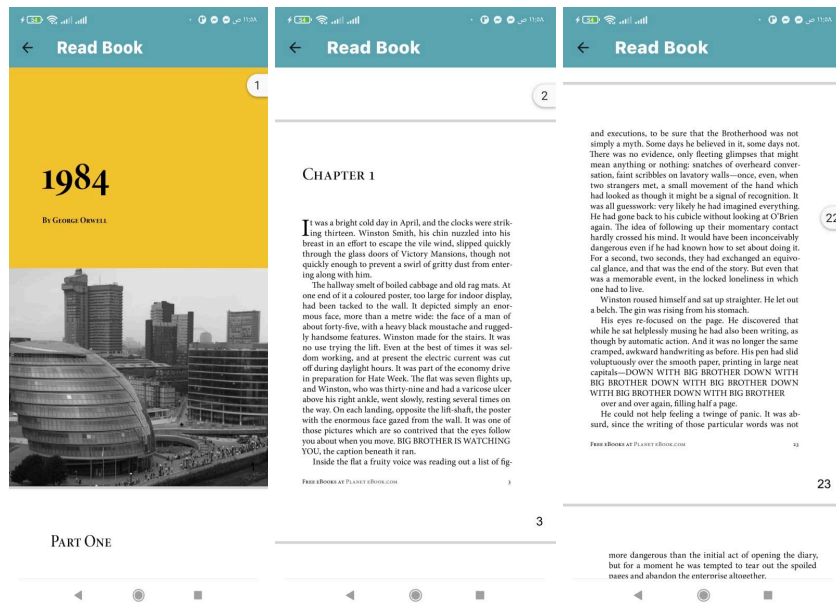 54
ص ١١:٥٨
Read Book
1
1984
By George Orwell
Part One
54
ص ١١:٥٨
Read Book
2
Chapter 1
It was a bright cold day in April, and the clocks were strik-
ing thirteen. Winston Smith, his chin nuzzled into his
breast in an effort to escape the vile wind, slipped quickly
through the glass doors of Victory Mansions, though not
quickly enough to prevent a swirl of gritty dust from enter-
ing along with him.
The hallway smelt of boiled cabbage and old rag mats. At
one end of it a coloured poster, too large for indoor display,
had been tacked to the wall. It depicted simply an enor-
mous face, more than a metre wide: the face of a man of
about forty-five, with a heavy black moustache and rugged-
ly handsome features. Winston made for the stairs. It was
no use trying the lift. Even at the best of times it was sel-
dom working, and at present the electric current was cut
off during daylight hours. It was part of the economy drive
in preparation for Hate Week. The flat was seven flights up,
and Winston, who was thirty-nine and had a varicose ulcer
above his right ankle, went slowly, resting several times on
the way. On each landing, opposite the lift-shaft, the poster
with the enormous face gazed from the wall. It was one of
those pictures which are so contrived that the eyes follow
you about when you move. BIG BROTHER IS WATCHING
YOU, the caption beneath it ran.
Inside the flat a fruity voice was reading out a list of fig-
Free eBooks at Planet eBook.com 3
3
54
ص ١١:٥٨
Read Book
and executions, to be sure that the Brotherhood was not
simply a myth. Some days he believed in it, some days not.
There was no evidence, only fleeting glimpses that might
mean anything or nothing: snatches of overheard conver-
sation, faint scribbles on lavatory walls—once, even, when
two strangers met, a small movement of the hand which
had looked as though it might be a signal of recognition. It
was all guesswork: very likely he had imagined everything.
He had gone back to his cubicle without looking at O'Brien
again. The idea of following up their momentary contact
hardly crossed his mind. It would have been inconceivably
dangerous even if he had known how to set about doing it.
For a second, two seconds, they had exchanged an equivo-
cal glance, and that was the end of the story. But even that
was a memorable event, in the locked loneliness in which
one had to live.
22
Winston roused himself and sat up straighter. He let out
a belch. The gin was rising from his stomach.
His eyes re-focused on the page. He discovered that
while he sat helplessly musing he had also been writing, as
though by automatic action. And it was no longer the same
cramped, awkward handwriting as before. His pen had slid
voluptuously over the smooth paper, printing in large neat
capitals—DOWN WITH BIG BROTHER DOWN WITH
BIG BROTHER DOWN WITH BIG BROTHER DOWN
WITH BIG BROTHER DOWN WITH BIG BROTHER
over and over again, filling half a page.
He could not help feeling a twinge of panic. It was ab-
surd, since the writing of those particular words was not
Free eBooks at Planet eBook.com 23
23
more dangerous than the initial act of opening the diary,
but for a moment he was tempted to tear out the spoiled
pages and abandon the enterprise altogether.